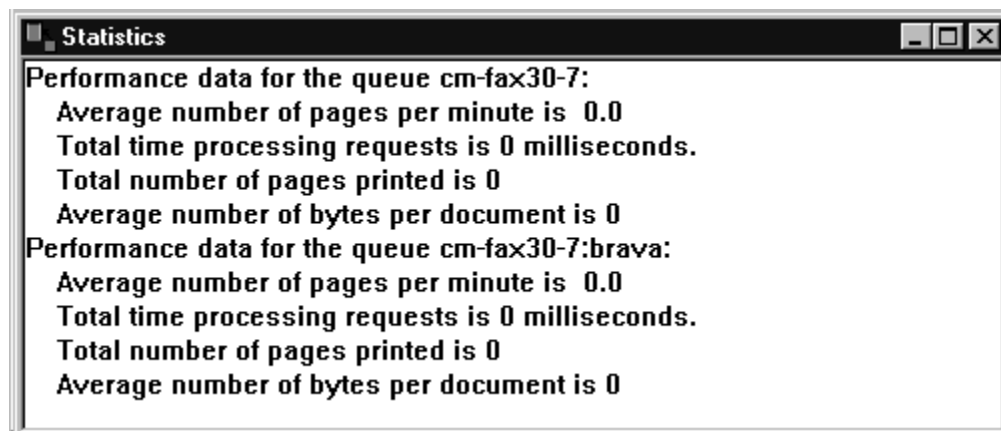 Statistics
Performance data for the queue cm-fax30-7:
Average number of pages per minute is  0.0
Total time processing requests is 0 milliseconds.
Total number of pages printed is 0
Average number of bytes per document is 0
Performance data for the queue cm-fax30-7:brava:
Average number of pages per minute is  0.0
Total time processing requests is 0 milliseconds.
Total number of pages printed is 0
Average number of bytes per document is 0